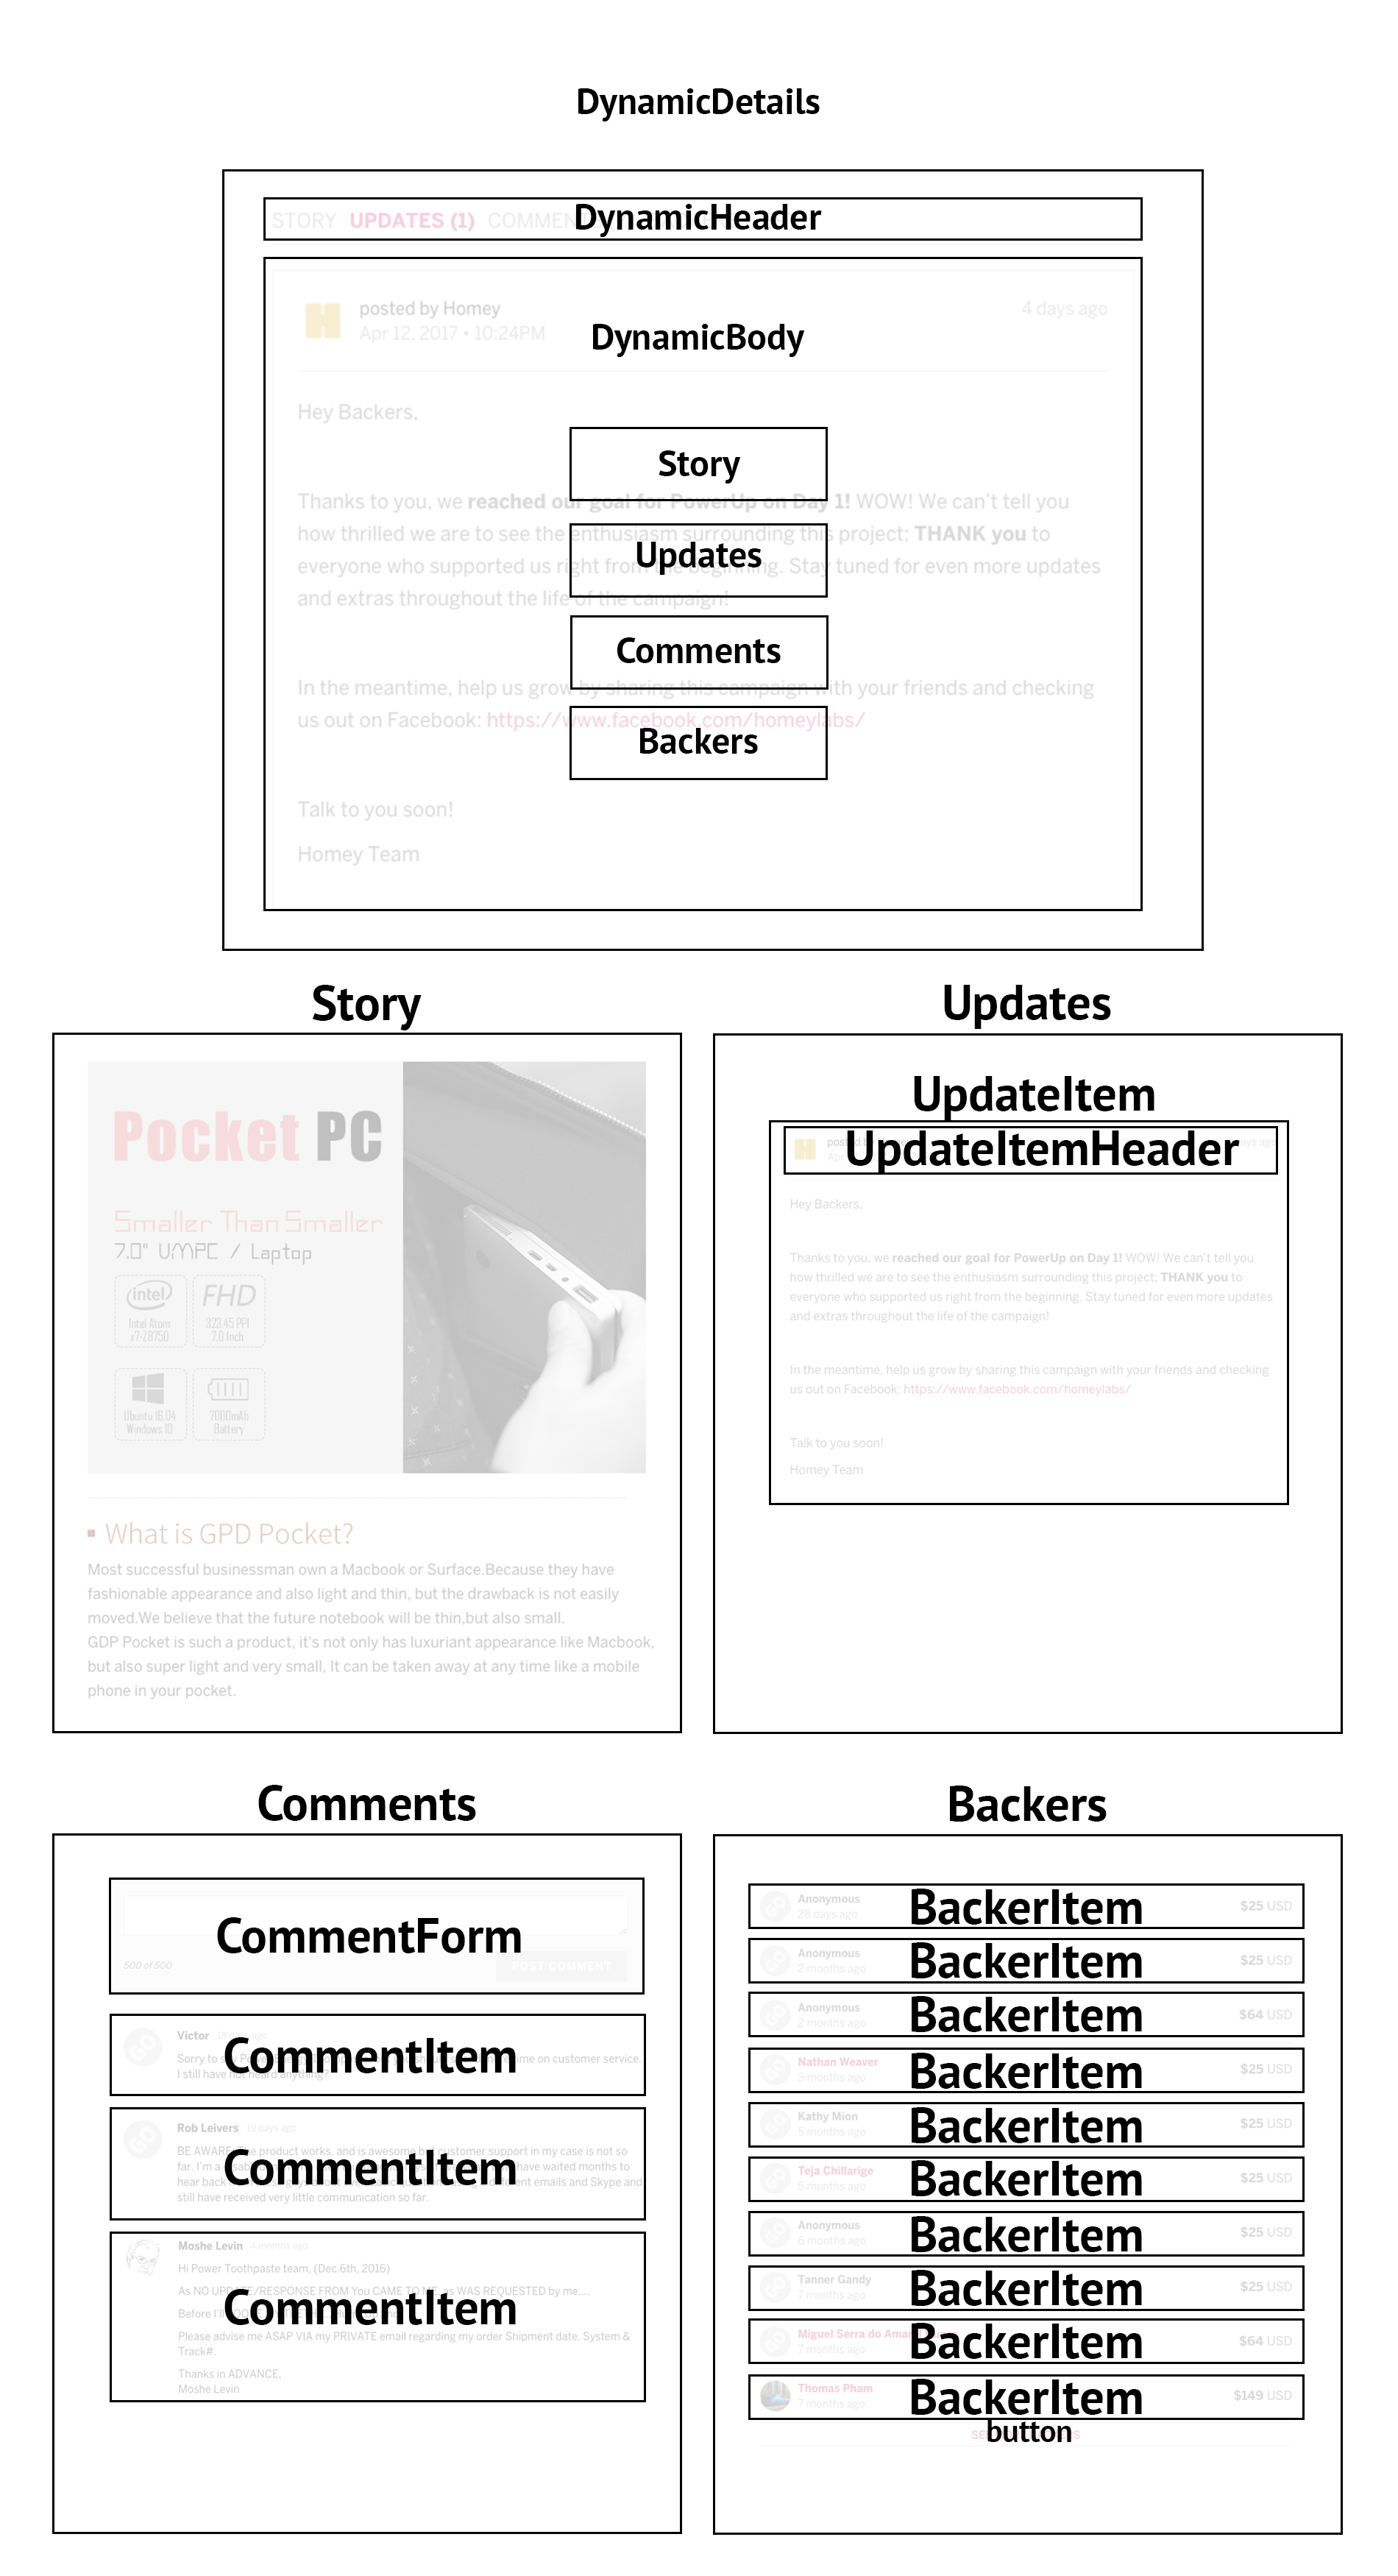 DynamicDetails
DynamicHeader
STORY UPDATES (1) COMMEN
posted by Homey
4 days ago
Apr 12, 2017 • 10:24PM
DynamicBody
Hey Backers,
Story
Thanks to you, we reached our goal for PowerUp on Day 1! WOW! We can't tell you
how thrilled we are to see the enthusiasm surrounding this project; THANK you to
Updates
everyone who supported us right from the beginning. Stay tuned for even more updates
and extras throughout the life of the campaign!
Comments
In the meantime, help us grow by sharing this campaign with your friends and checking
us out on Facebook: https://www.facebook.com/homeylabs/
Backers
Talk to you soon!
Homey Team
Story
Pocket PC
Smaller Than Smaller
7.0" UMPC / Laptop
intel
FHD
Intel Atom
x7-Z8750
323.45 PPI
7.0 Inch
Ubuntu 16.04
Windows 10
7000mAh
Battery
What is GPD Pocket?
Most successful businessman own a Macbook or Surface.Because they have
fashionable appearance and also light and thin, but the drawback is not easily
moved.We believe that the future notebook will be thin,but also small.
GDP Pocket is such a product, it's not only has luxuriant appearance like Macbook,
but also super light and very small, It can be taken away at any time like a mobile
phone in your pocket.
Updates
UpdateItem
UpdateItemHeader
Hey Backers,
Thanks to you, we reached our goal for PowerUp on Day 1! WOW! We can't tell you
how thrilled we are to see the enthusiasm surrounding this project; THANK you to
everyone who supported us right from the beginning. Stay tuned for even more updates
and extras throughout the life of the campaign!
In the meantime, help us grow by sharing this campaign with your friends and checking
us out on Facebook: https://www.facebook.com/homeylabs/
Talk to you soon!
Homey Team
Comments
CommentForm
500 of 500
POST COMMENT
CommentItem
Victor
Sorry to time on customer service.
I still have not heard anything?
CommentItem
Rob Leivers 19 days ago
BE AWARE product works, and is awesome but customer support in my case is not so
far. I'm a have waited months to
hear back different emails and Skype and
still have received very little communication so far.
CommentItem
Moshe Levin 4 months ago
Hi Power Toothpaste team, (Dec.6th, 2016)
As NO UPDATE/RESPONSE FROM You CAME TO ME, as WAS REQUESTED by me....
Before I'll
Please advise me ASAP VIA my PRIVATE email regarding my order Shipment date, System &
Track#.
Thanks in ADVANCE,
Moshe Levin
Backers
BackerItem
Anonymous
28 days ago
$25 USD
BackerItem
Anonymous
2 months ago
$25 USD
BackerItem
Anonymous
2 months ago
$64 USD
BackerItem
Nathan Weaver
3 months ago
$25 USD
BackerItem
Kathy Mion
5 months ago
$25 USD
BackerItem
Teja Chillarige
5 months ago
$25 USD
BackerItem
Anonymous
6 months ago
$25 USD
BackerItem
Tanner Gandy
7 months ago
$25 USD
BackerItem
Miguel Serra do
7 months ago
$64 USD
BackerItem
Thomas Pham
7 months ago
$149 USD
button